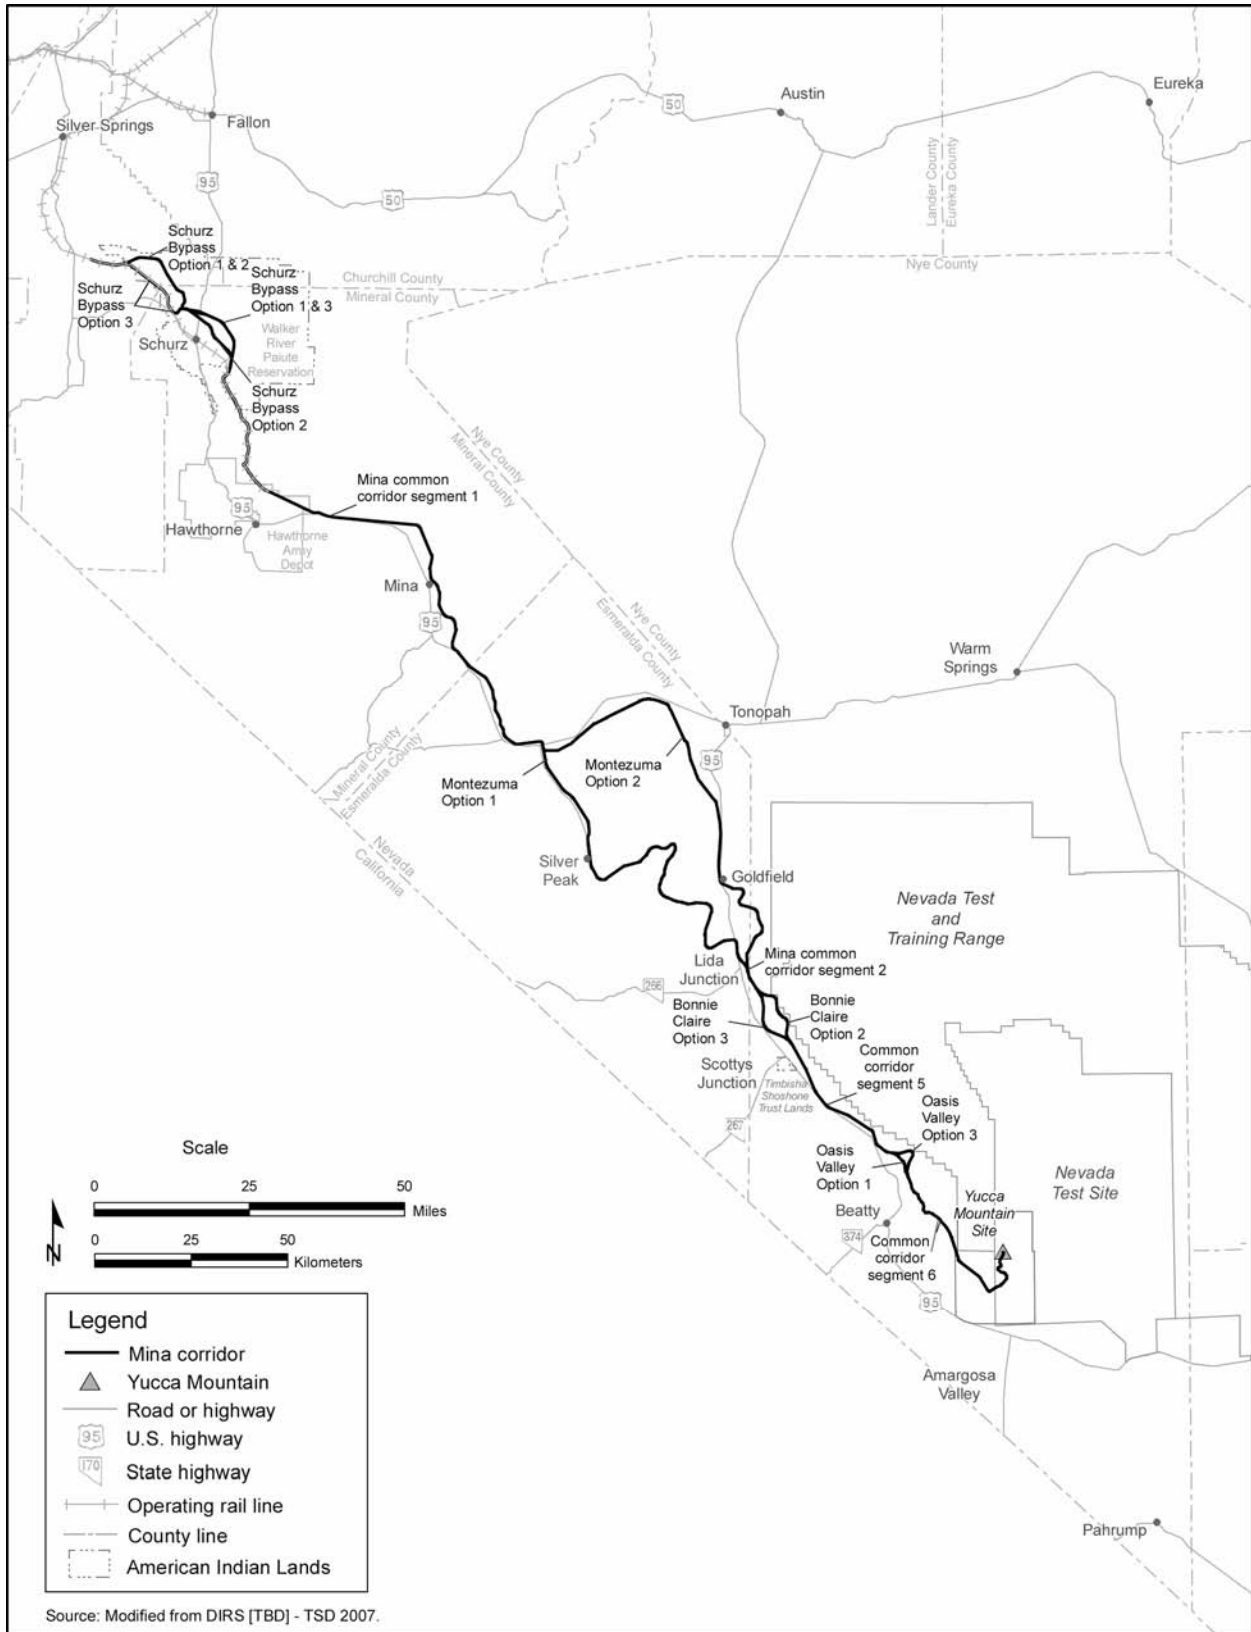 Eureka
Austin
50
Fallon
Silver Springs
95
50
Lander County
Eureka County
Schurz
Bypass
Option 1 & 2
Schurz
Bypass
Option 1 & 3
Schurz
Bypass
Option 3
Nye County
Churchill County
Mineral County
Walker
River
Paiute
Reservation
Schurz
Schurz
Bypass
Option 2
Nye County
Mineral County
Mina common
corridor segment 1
95
Hawthorne
Hawthorne
Army
Depot
Mina
95
Nye County
Esmeralda County
Warm
Springs
Tonopah
95
Mineral County
Esmeralda County
Montezuma
Option 1
Montezuma
Option 2
Nevada
California
Silver
Peak
Goldfield
Nevada Test
and
Training Range
Lida
Junction
Mina common
corridor segment 2
266
Bonnie
Claire
Option 3
Bonnie
Claire
Option 2
Scottys
Junction
Timbisha
Shoshone
Trust Lands
Common
corridor
segment 5
267
Oasis
Valley
Option 3
Oasis
Valley
Option 1
Nevada
Test Site
Yucca
Mountain
Site
Beatty
374
Common
corridor
segment 6
95
Amargosa
Valley
Pahrump
Scale
0 25 50
Miles
0 25 50
Kilometers
N
Legend
Mina corridor
Yucca Mountain
Road or highway
95 U.S. highway
170 State highway
Operating rail line
County line
American Indian Lands
Source: Modified from DIRS [TBD] - TSD 2007.